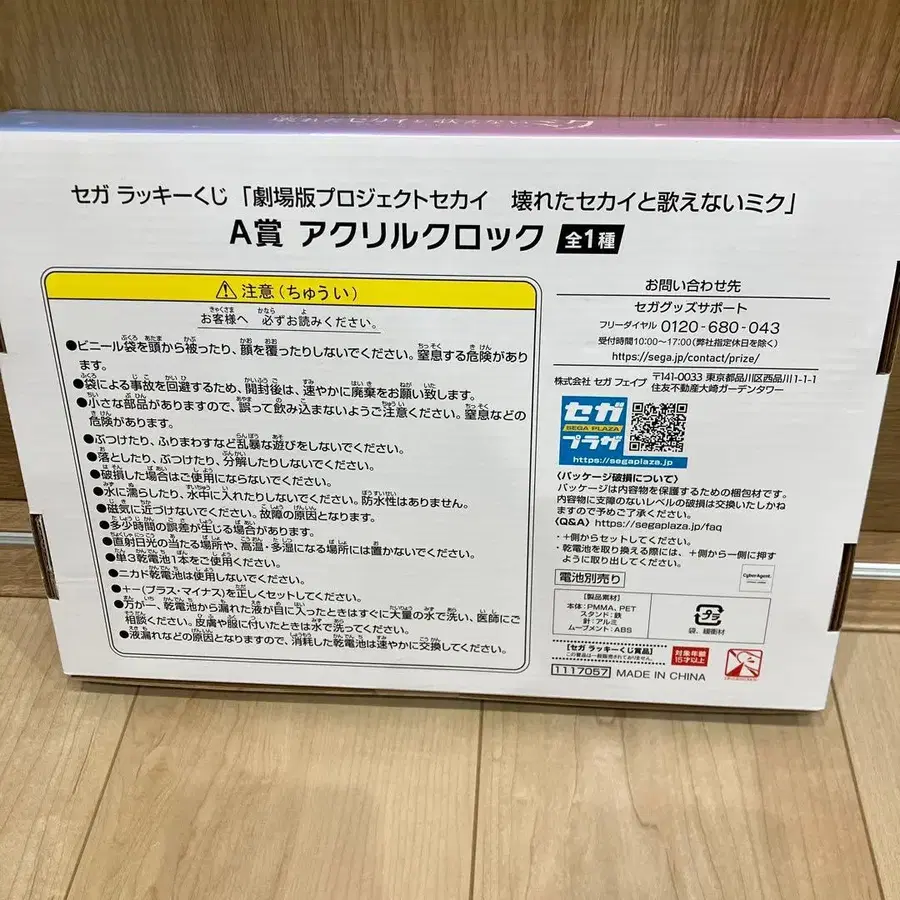 セガ ラッキーくじ「劇場版プロジェクトセカイ 壊れたセカイと歌えないミク」
A賞 アクリルクロック 全1種
注意(ちゅうい)
お客様へ 必ずお読みください。
●ビニール袋を頭から被ったり、顔を覆ったりしないでください。窒息する危険があり
ます。
●袋による事故を回避するため、開封後は、速やかに廃棄をお願い致します。
●小さな部品がありますので、誤って飲み込まないようご注意ください。窒息などの
危険があります。
●ぶつけたり、ふりまわすなど乱暴な遊びをしないでください。
●落としたり、ぶつけたり、分解したりしないでください。
●破損した場合はご使用にならないでください。
●水に濡らしたり、水中に入れたりしないでください。防水性はありません。
●磁気に近づけないでください。故障の原因となります。
●多少時間の誤差が生じる場合があります。
●直射日光の当たる場所や、高温・多湿になる場所には置かないでください。
●単3乾電池1本をご使用ください。
●ニカド乾電池は使用しないでください。
●+ー(プラス・マイナス)を正しくセットしてください。
●万が一、乾電池から漏れた液が目に入ったときはすぐに大量の水で洗い、医師にご
相談ください。皮膚や服に付いたときは水で洗ってください。
●液漏れなどの原因となりますので、消耗した乾電池は速やかに交換してください。
お問い合わせ先
セガグッズサポート
フリーダイヤル 0120-680-043
受付時間10:00～17:00(弊社指定休日を除く)
https://sega.jp/contact/prize/
株式会社 セガ フェイブ 〒141-0033 東京都品川区西品川1-1-1
住友不動産大崎ガーデンタワー
セガ
SEGA PLAZA
プラザ
https://segaplaza.jp
〈パッケージ破損について〉
パッケージは内容物を保護するための梱包材です。
内容物に支障のないレベルの破損は交換いたしかね
ますので予めご了承ください。
〈Q&A〉https://segaplaza.jp/faq
・+側からセットしてください。
・乾電池を取り換える際には、+側から一側に押す
ように取り出してください。
電池別売り
CyberAgent.
【製品素材】
本体:PMMA, PET
スタンド:鉄
針:アルミ
ムーブメント:ABS
プラ
袋、緩衝材
【セガ ラッキーくじ賞品】
この賞品は一般販売されておりません。
対象年齢
15才以上
1117057 MADE IN CHINA